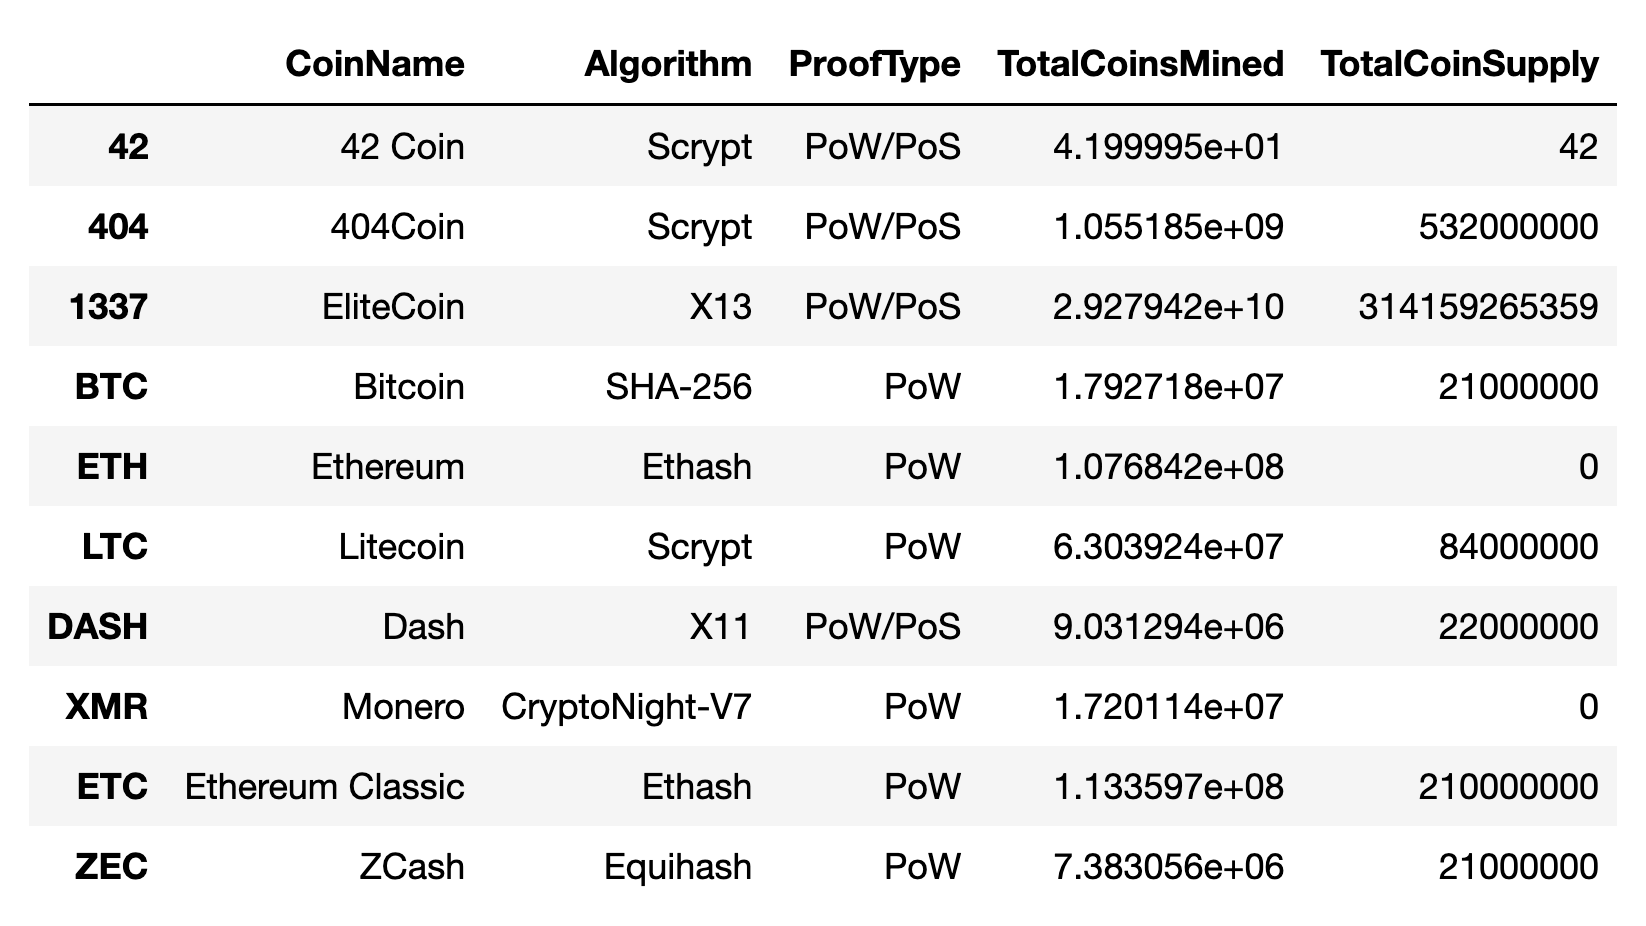 CoinName Algorithm ProofType TotalCoinsMined TotalCoinSupply
42 42 Coin Scrypt PoW/PoS 4.199995e+01 42
404 404Coin Scrypt PoW/PoS 1.055185e+09 532000000
1337 EliteCoin X13 PoW/PoS 2.927942e+10 314159265359
BTC Bitcoin SHA-256 PoW 1.792718e+07 21000000
ETH Ethereum Ethash PoW 1.076842e+08 0
LTC Litecoin Scrypt PoW 6.303924e+07 84000000
DASH Dash X11 PoW/PoS 9.031294e+06 22000000
XMR Monero CryptoNight-V7 PoW 1.720114e+07 0
ETC Ethereum Classic Ethash PoW 1.133597e+08 210000000
ZEC ZCash Equihash PoW 7.383056e+06 21000000